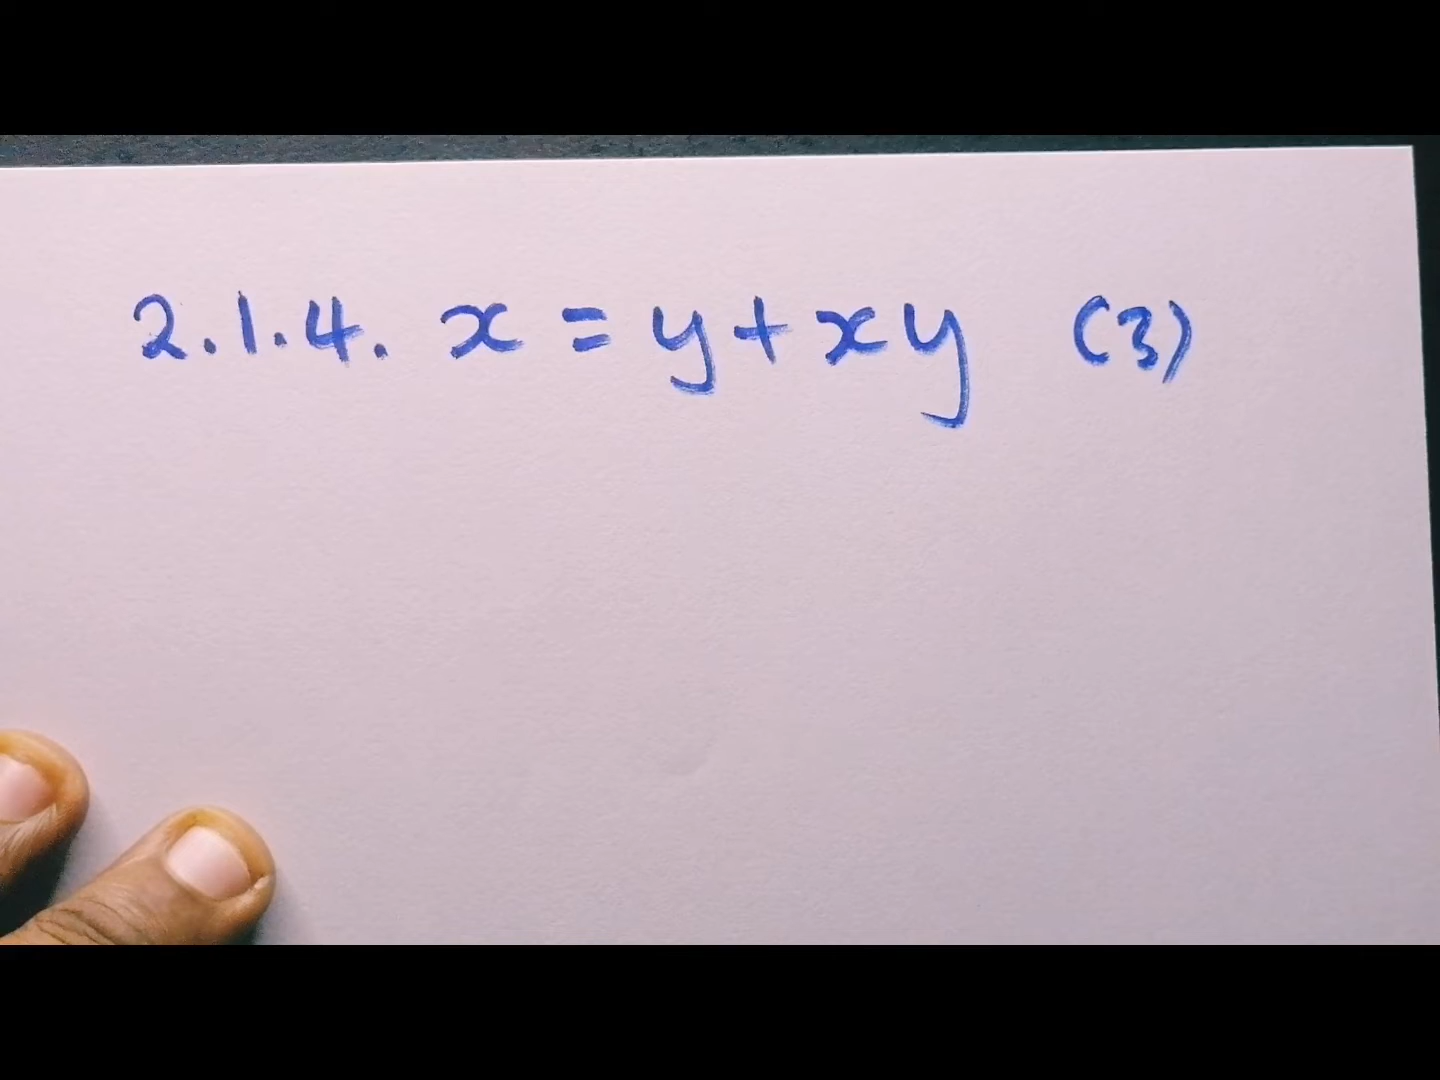 2.1.4. x = y + xy (3)